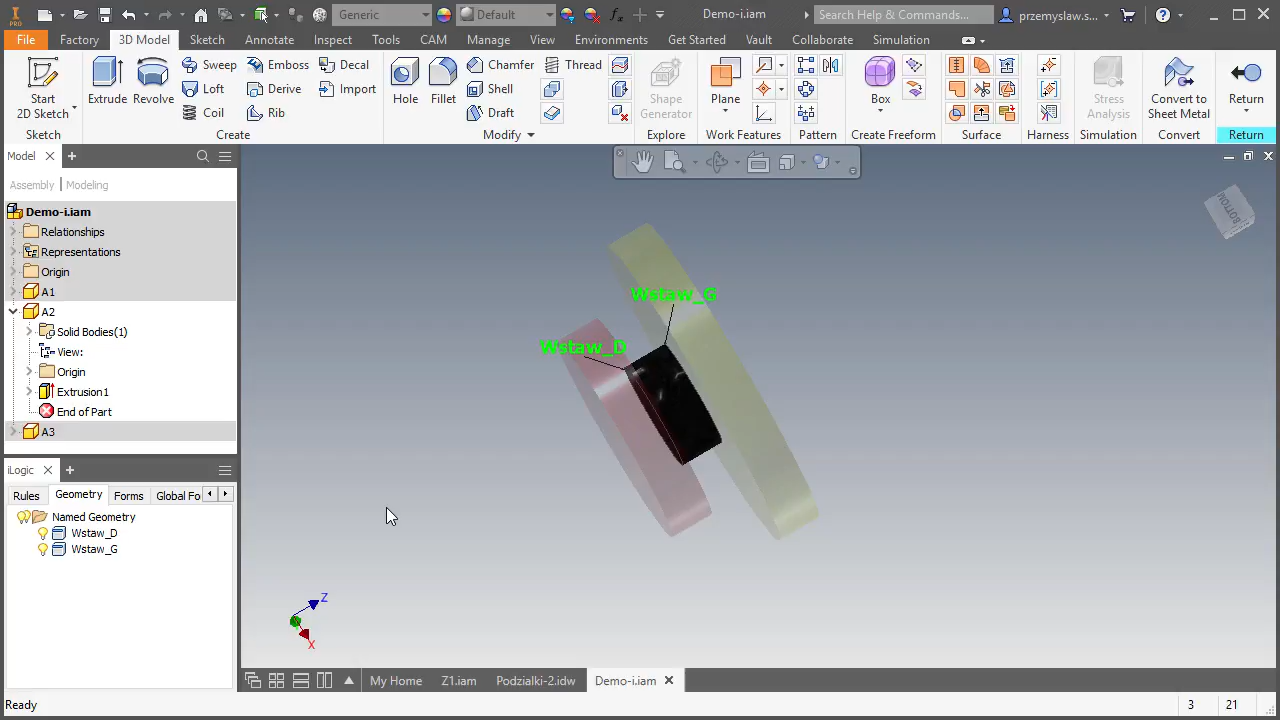 PRO
Generic
Default
Demo-i.iam
Search Help & Commands...
przemyslaw.s...
File
Factory
3D Model
Sketch
Annotate
Inspect
Tools
CAM
Manage
View
Environments
Get Started
Vault
Collaborate
Simulation
Start
2D Sketch
Sketch
Extrude
Revolve
Sweep
Emboss
Decal
Loft
Derive
Import
Coil
Rib
Create
Hole
Fillet
Chamfer
Thread
Shell
Draft
Modify
Shape
Generator
Explore
Plane
Work Features
Pattern
Box
Create Freeform
Surface
Harness
Stress
Analysis
Simulation
Convert to
Sheet Metal
Convert
Return
Return
Model
Assembly
Modeling
Demo-i.iam
Relationships
Representations
Origin
A1
A2
Solid Bodies(1)
View:
Origin
Extrusion1
End of Part
A3
iLogic
Rules
Geometry
Forms
Global Fo
Named Geometry
Wstaw_D
Wstaw_G
Wstaw_G
Wstaw_D
BOTTOM
Z
X
My Home
Z1.iam
Podzialki-2.idw
Demo-i.iam
Ready
3
21